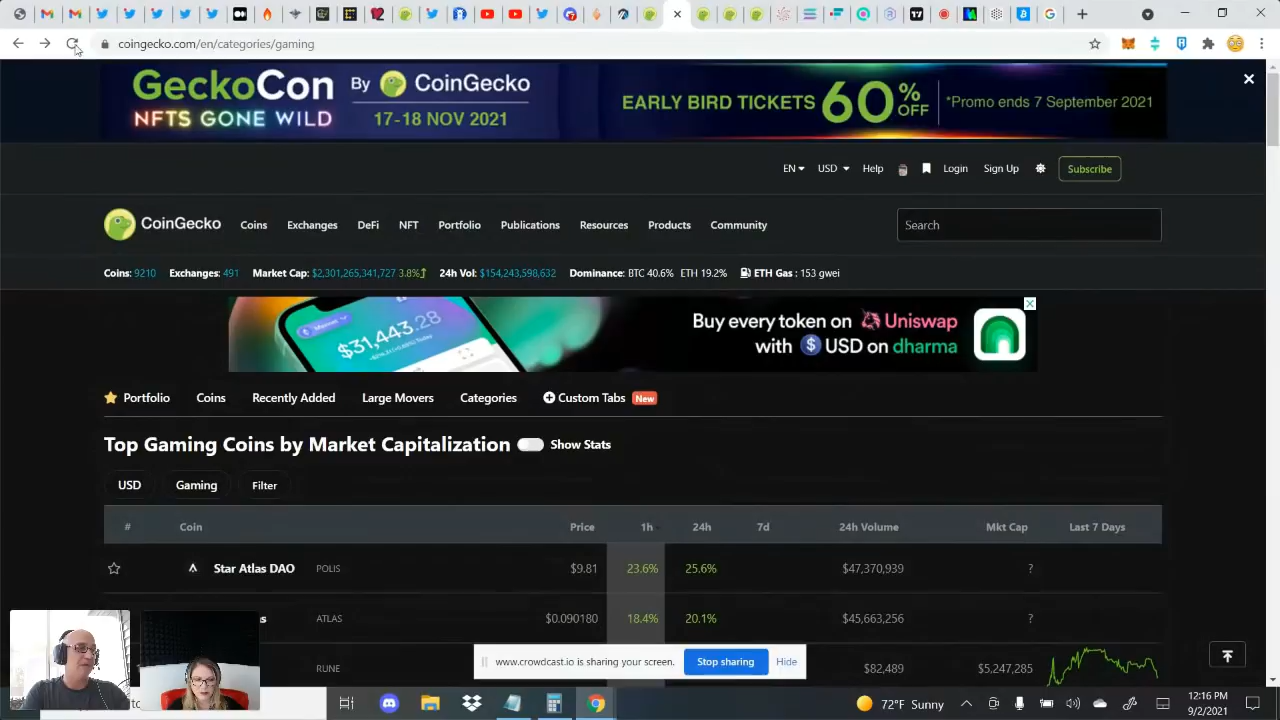 coingecko.com/en/categories/gaming
GeckoCon By CoinGecko
NFTS GONE WILD 17-18 NOV 2021
EARLY BIRD TICKETS 60% OFF *Promo ends 7 September 2021
EN USD Help Login Sign Up Subscribe
CoinGecko Coins Exchanges DeFi NFT Portfolio Publications Resources Products Community Search
Coins: 9210 Exchanges: 491 Market Cap: $2,301,265,341,727 3.8% 24h Vol: $154,243,598,632 Dominance: BTC 40.6% ETH 19.2% ETH Gas : 153 gwei
$31,443.28
Buy every token on Uniswap
with USD on dharma
Portfolio Coins Recently Added Large Movers Categories Custom Tabs New
Top Gaming Coins by Market Capitalization Show Stats
USD Gaming Filter
# Coin Price 1h 24h 7d 24h Volume Mkt Cap Last 7 Days
Star Atlas DAO POLIS $9.81 23.6% 25.6% $47,370,939 ?
ATLAS $0.090180 18.4% 20.1% $45,663,256 ?
RUNE $82,489 $5,247,285
www.crowdcast.io is sharing your screen. Stop sharing Hide
72°F Sunny
12:16 PM
9/2/2021